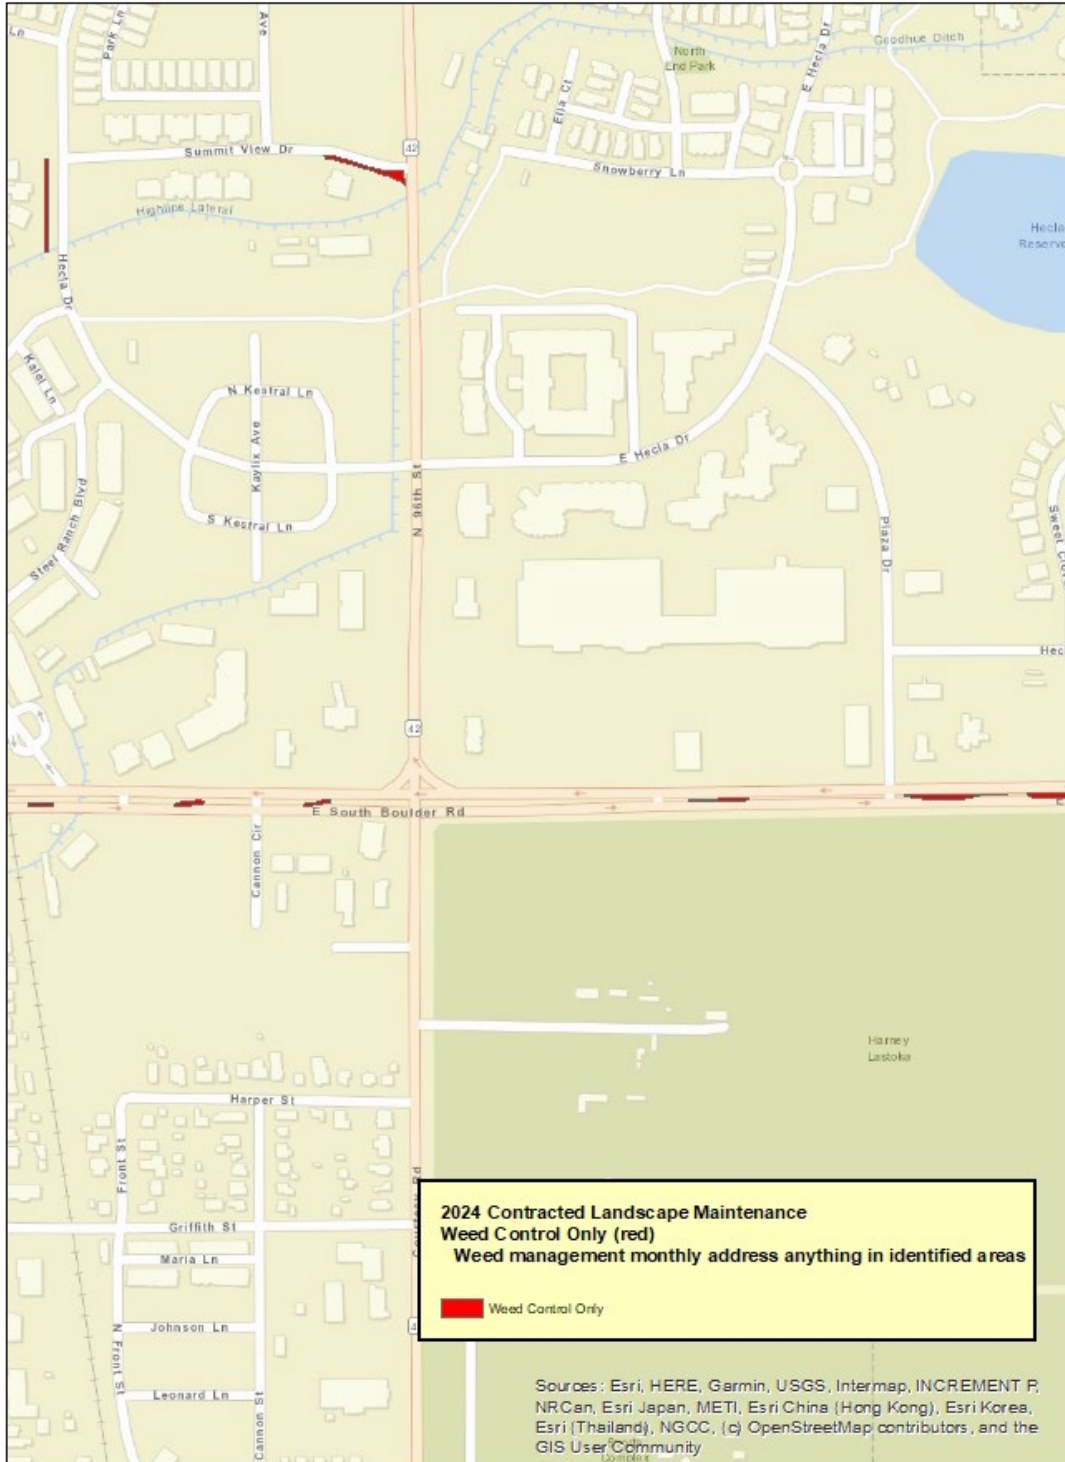 Ln
Park Ln
Ave
North
End Park
E Hecla Dr
Goodhue Ditch
Ella Ct
42
Summit View Dr
Snowberry Ln
Highline Lateral
Hecla
Hecla Dr
Kalel Ln
N Kestral Ln
Kaylix Ave
E Hecla Dr
N 96th St
S Kestral Ln
Steel Ranch Blvd
Plaza Dr
Hec
42
E South Boulder Rd
E
Cannon Cir
Harney
Lastoka
Harper St
Front St
Griffith St
Maria Ln
Johnson Ln
N Front St
Leonard Ln
Cannon St
2024 Contracted Landscape Maintenance
Weed Control Only (red)
Weed management monthly address anything in identified areas
Weed Control Only
Sources: Esri, HERE, Garmin, USGS, Intermap, INCREMENT P,
NRCan, Esri Japan, METI, Esri China (Hong Kong), Esri Korea,
Esri (Thailand), NGCC, (c) OpenStreetMap contributors, and the
GIS User Community
Complex